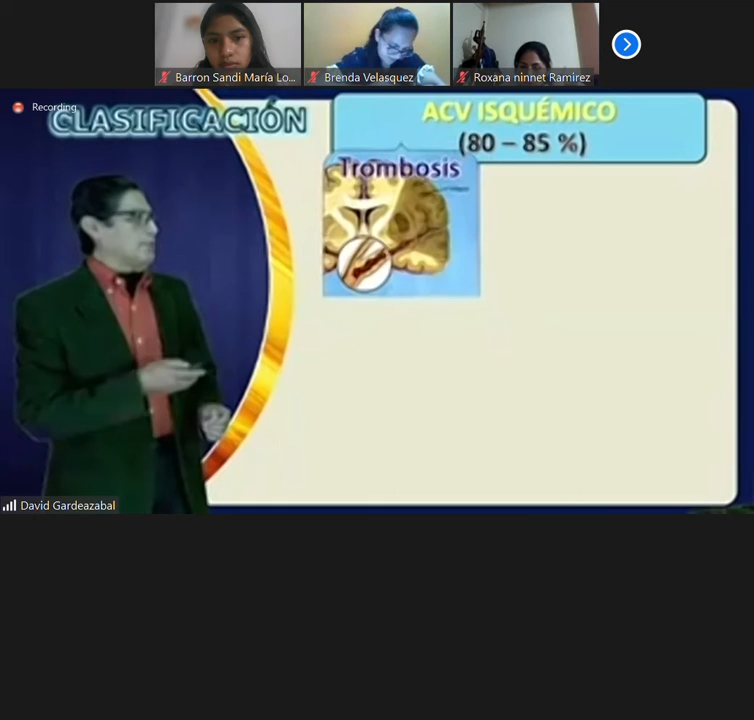 Barron Sandi María Lo...
Brenda Velasquez
Roxana ninnet Ramirez
Recording
CLASIFICACIÓN
ACV ISQUÉMICO
(80 – 85 %)
Trombosis
David Gardeazabal